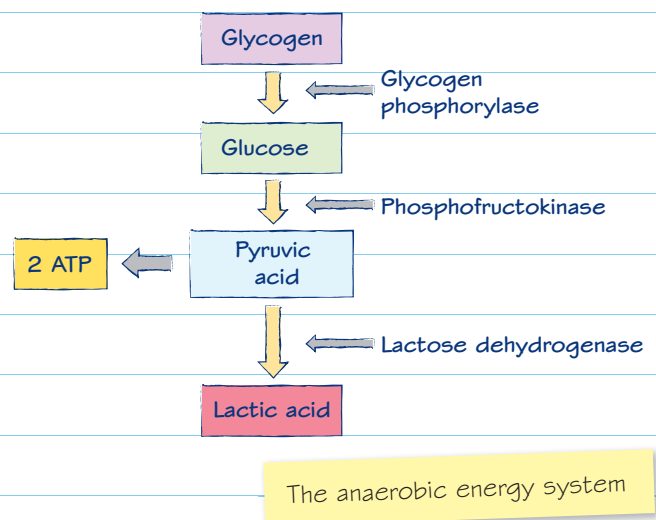 Glycogen
Glycogen
phosphorylase
Glucose
Phosphofructokinase
Pyruvic
acid
2 ATP
Lactose dehydrogenase
Lactic acid
The anaerobic energy system